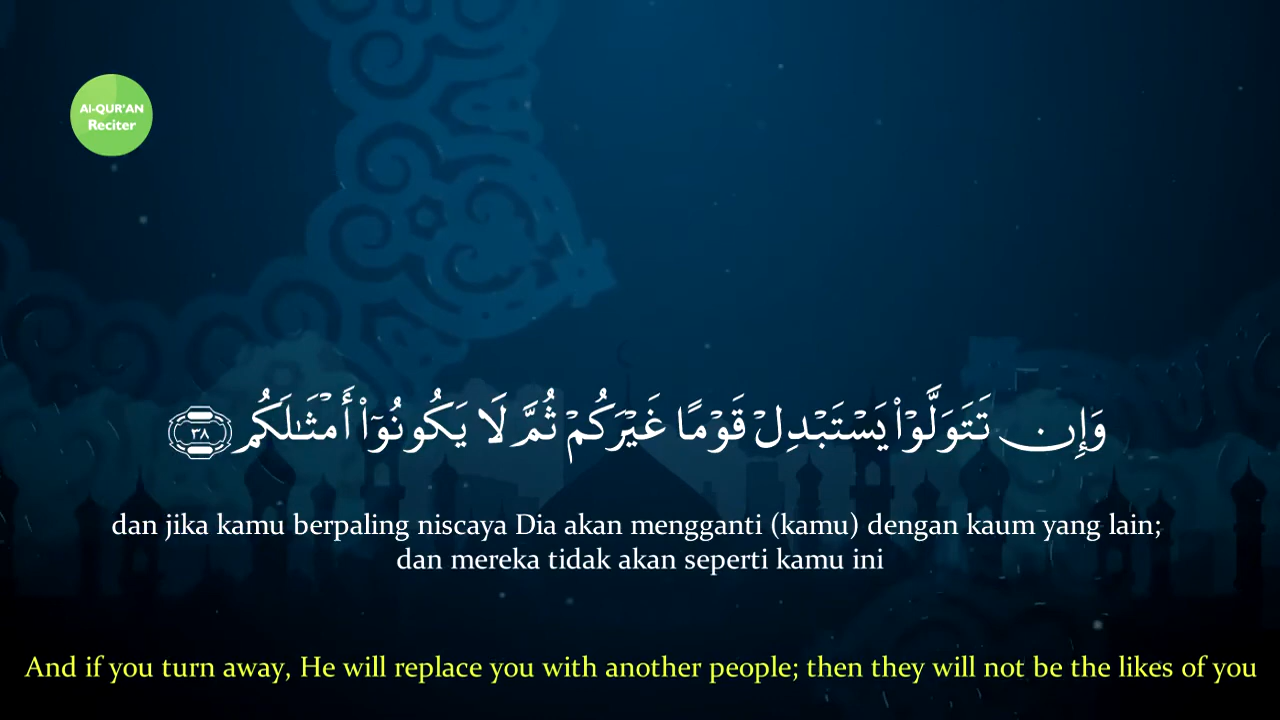 Al-QUR'AN
Reciter
وَإِن تَتَوَلَّوْا۟ يَسْتَبْدِلْ قَوْمًا غَيْرَكُمْ ثُمَّ لَا يَكُونُوٓا۟ أَمْثَـٰلَكُم ٣٨
dan jika kamu berpaling niscaya Dia akan mengganti (kamu) dengan kaum yang lain;
dan mereka tidak akan seperti kamu ini
And if you turn away, He will replace you with another people; then they will not be the likes of you